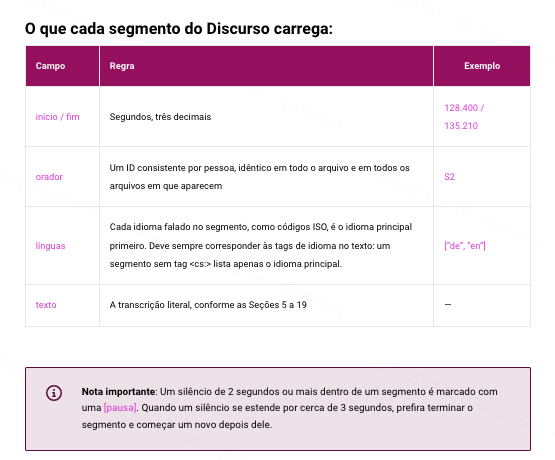 O que cada segmento do Discurso carrega:
Campo
Regra
Exemplo
início / fim
Segundos, três decimais
128.400 /
135.210
orador
Um ID consistente por pessoa, idêntico em todo o arquivo e em todos os
arquivos em que aparecem
S2
línguas
Cada idioma falado no segmento, como códigos ISO, é o idioma principal
primeiro. Deve sempre corresponder às tags de idioma no texto: um
segmento sem tag <cs:> lista apenas o idioma principal.
["de", "en"]
texto
A transcrição literal, conforme as Seções 5 a 19
—
Nota importante: Um silêncio de 2 segundos ou mais dentro de um segmento é marcado com
uma [pausa]. Quando um silêncio se estende por cerca de 3 segundos, prefira terminar o
segmento e começar um novo depois dele.